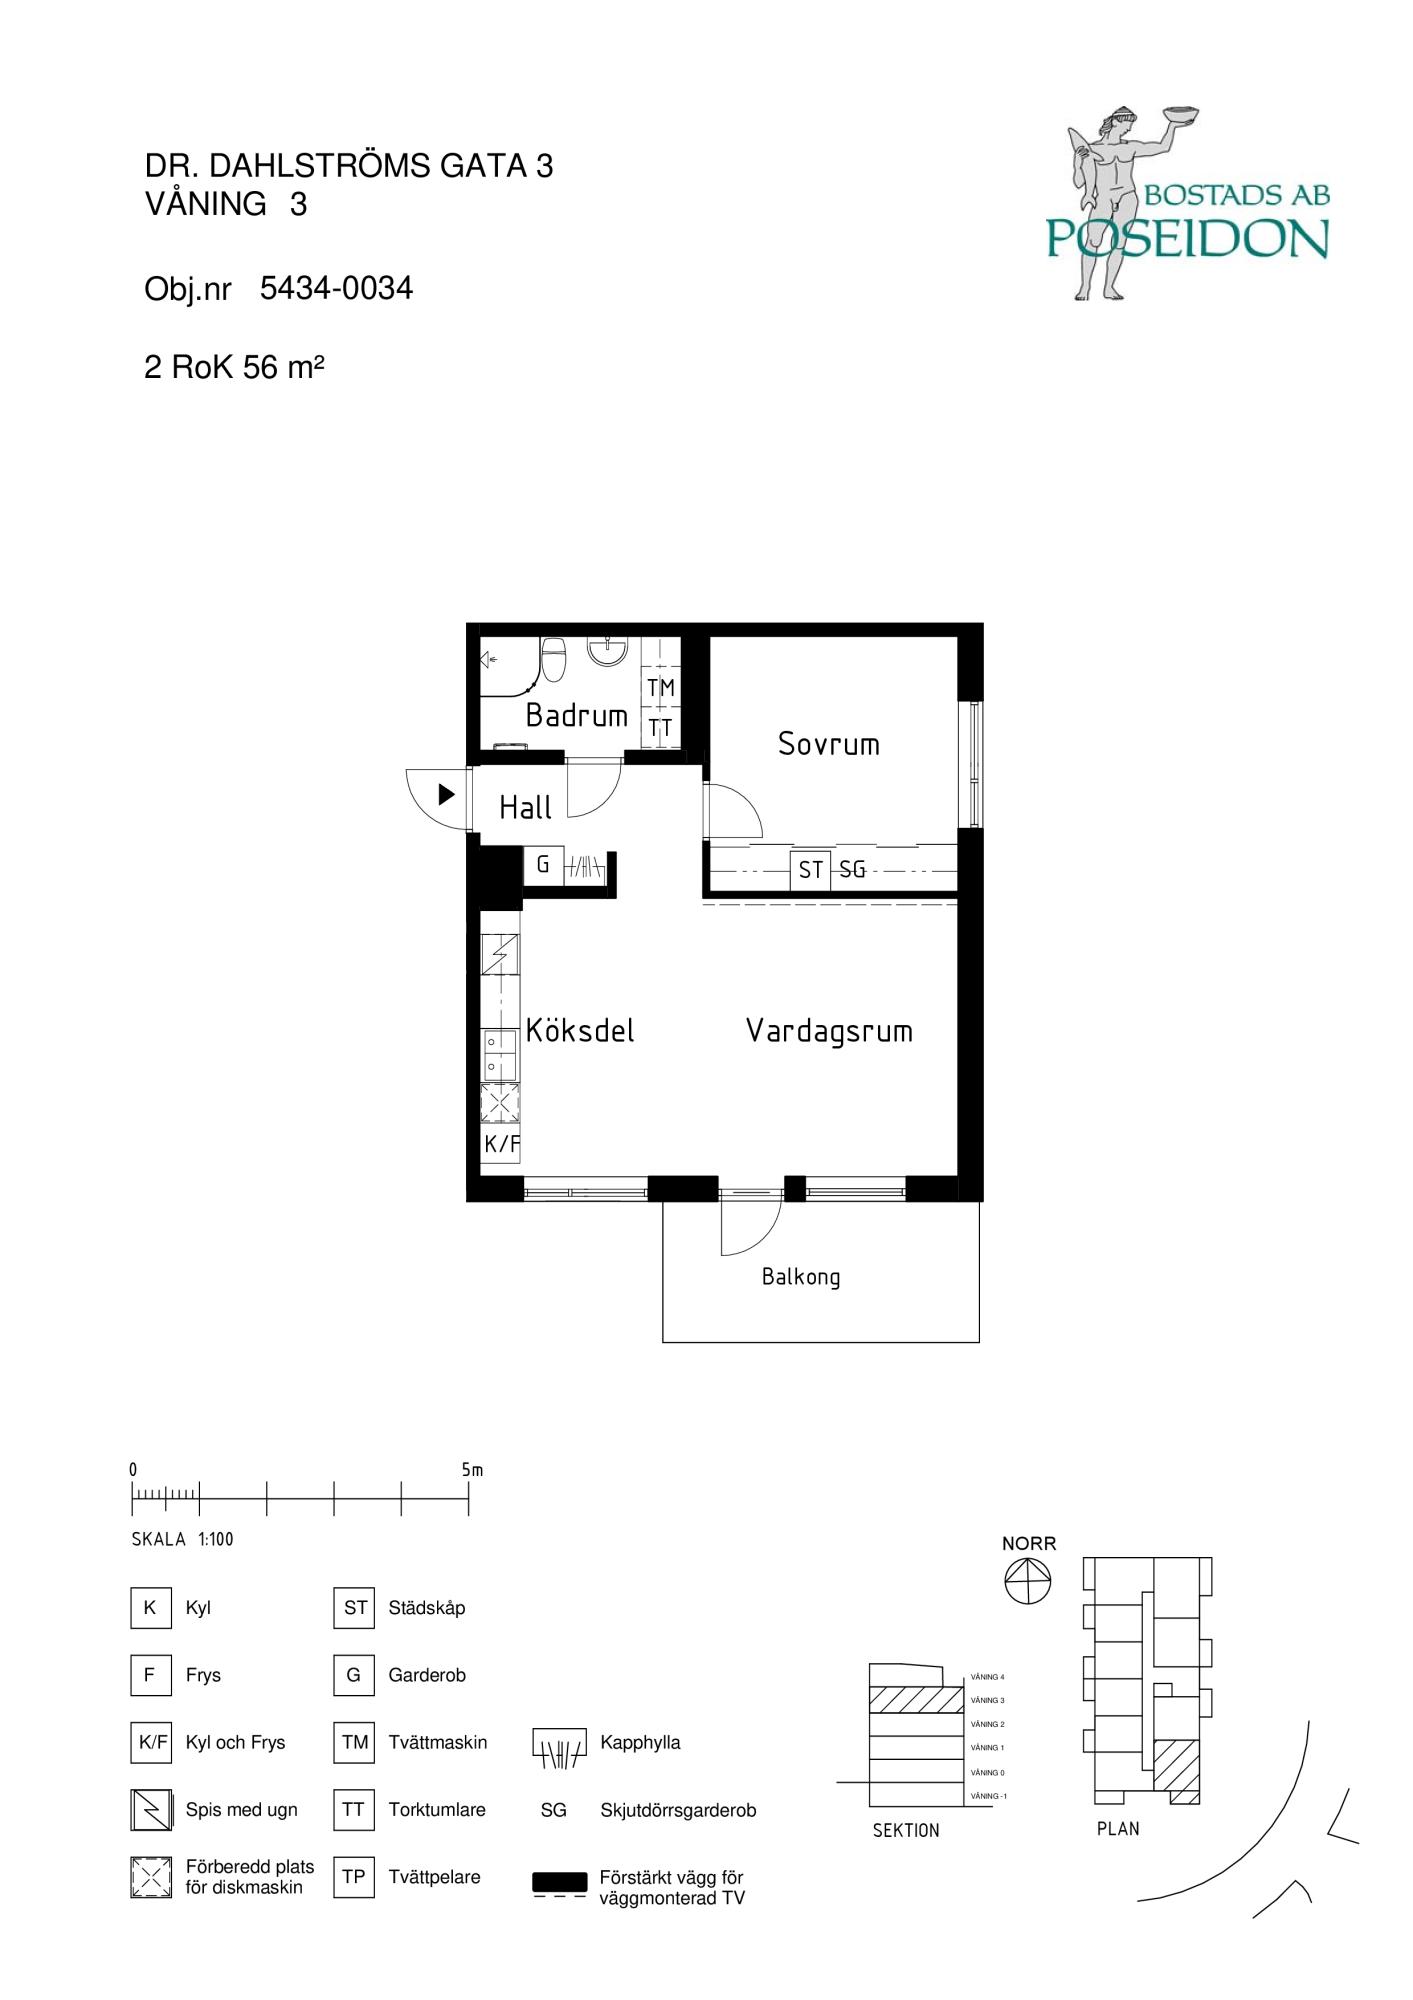 DR. DAHLSTRÖMS GATA 3
VÅNING 3
Obj.nr 5434-0034
2 RoK 56 m²
BOSTADS AB
POSEIDON
TM
TT
Badrum
Sovrum
Hall
G
ST SG
Köksdel
Vardagsrum
K/F
Balkong
0 5m
SKALA 1:100
K Kyl
F Frys
K/F Kyl och Frys
Spis med ugn
Förberedd plats
för diskmaskin
ST Städskåp
G Garderob
TM Tvättmaskin
TT Torktumlare
TP Tvättpelare
Kapphylla
SG Skjutdörrsgarderob
Förstärkt vägg för
väggmonterad TV
NORR
VÅNING 4
VÅNING 3
VÅNING 2
VÅNING 1
VÅNING 0
VÅNING -1
SEKTION
PLAN